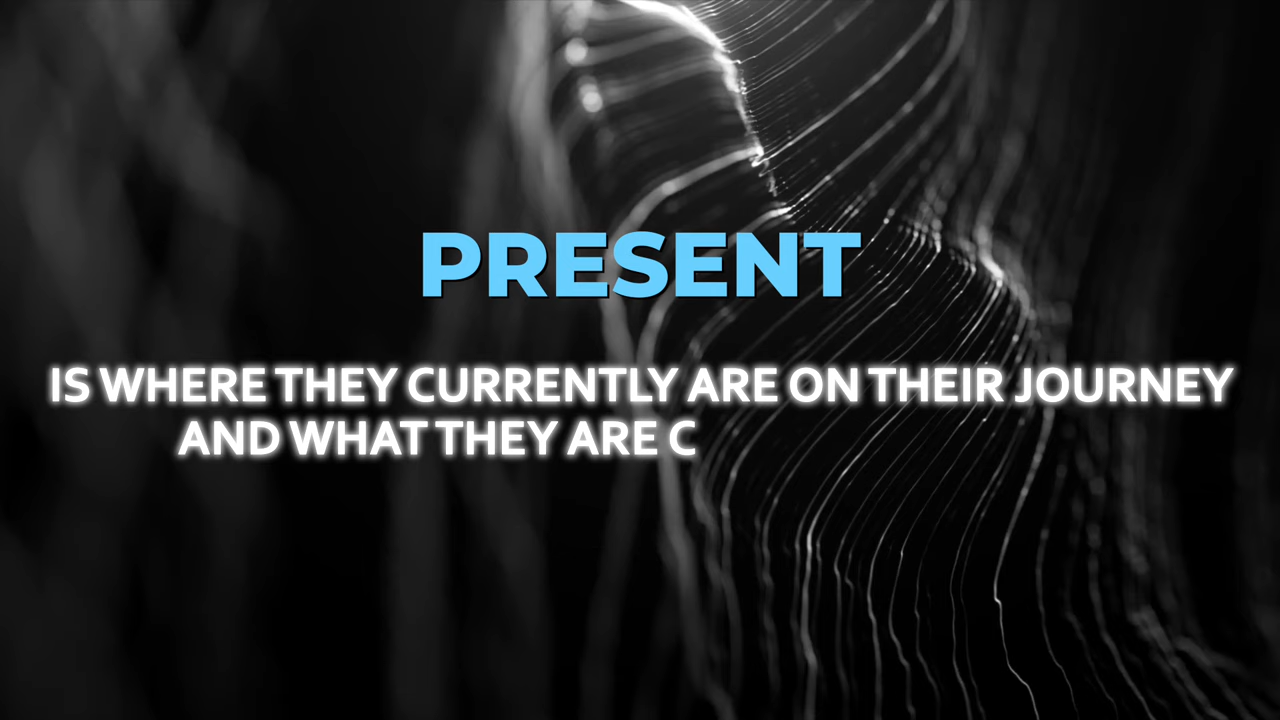 PRESENT
IS WHERE THEY CURRENTLY ARE ON THEIR JOURNEY
AND WHAT THEY ARE C